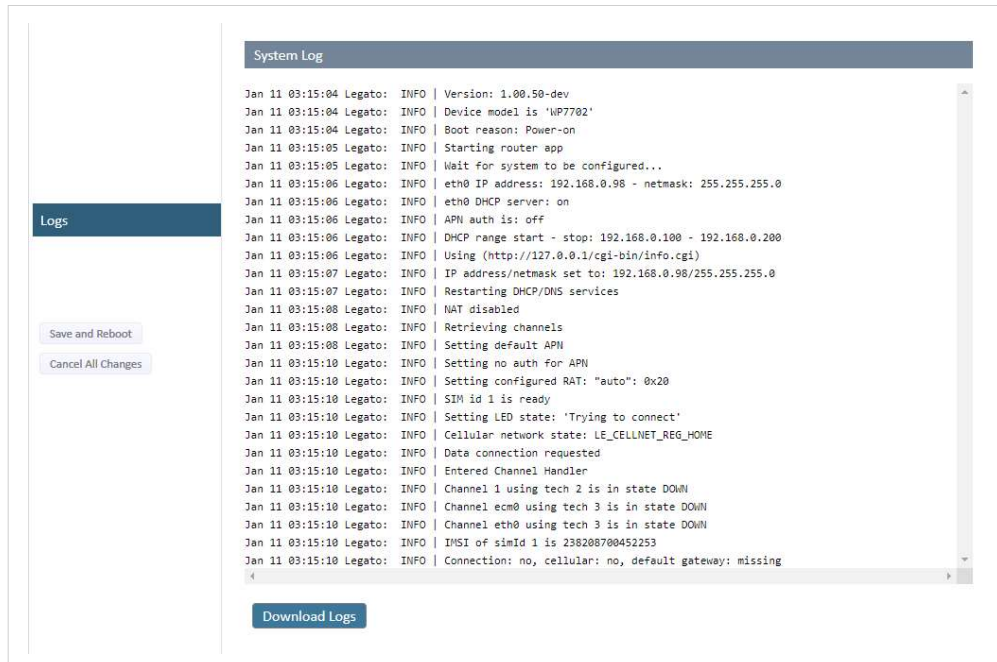 System Log
Jan 11 03:15:04 Legato:  INFO | Version: 1.00.50-dev
Jan 11 03:15:04 Legato:  INFO | Device model is 'WP7702'
Jan 11 03:15:04 Legato:  INFO | Boot reason: Power-on
Jan 11 03:15:05 Legato:  INFO | Starting router app
Jan 11 03:15:05 Legato:  INFO | Wait for system to be configured...
Jan 11 03:15:06 Legato:  INFO | eth0 IP address: 192.168.0.98 - netmask: 255.255.255.0
Jan 11 03:15:06 Legato:  INFO | eth0 DHCP server: on
Jan 11 03:15:06 Legato:  INFO | APN auth is: off
Jan 11 03:15:06 Legato:  INFO | DHCP range start - stop: 192.168.0.100 - 192.168.0.200
Jan 11 03:15:06 Legato:  INFO | Using (http://127.0.0.1/cgi-bin/info.cgi)
Jan 11 03:15:07 Legato:  INFO | IP address/netmask set to: 192.168.0.98/255.255.255.0
Jan 11 03:15:07 Legato:  INFO | Restarting DHCP/DNS services
Jan 11 03:15:08 Legato:  INFO | NAT disabled
Jan 11 03:15:08 Legato:  INFO | Retrieving channels
Jan 11 03:15:08 Legato:  INFO | Setting default APN
Jan 11 03:15:10 Legato:  INFO | Setting no auth for APN
Jan 11 03:15:10 Legato:  INFO | Setting configured RAT: "auto": 0x20
Jan 11 03:15:10 Legato:  INFO | SIM id 1 is ready
Jan 11 03:15:10 Legato:  INFO | Setting LED state: 'Trying to connect'
Jan 11 03:15:10 Legato:  INFO | Cellular network state: LE_CELLNET_REG_HOME
Jan 11 03:15:10 Legato:  INFO | Data connection requested
Jan 11 03:15:10 Legato:  INFO | Entered Channel Handler
Jan 11 03:15:10 Legato:  INFO | Channel 1 using tech 2 is in state DOWN
Jan 11 03:15:10 Legato:  INFO | Channel ecm0 using tech 3 is in state DOWN
Jan 11 03:15:10 Legato:  INFO | Channel eth0 using tech 3 is in state DOWN
Jan 11 03:15:10 Legato:  INFO | IMSI of simId 1 is 238208700452253
Jan 11 03:15:10 Legato:  INFO | Connection: no, cellular: no, default gateway: missing
Logs
Save and Reboot
Cancel All Changes
Download Logs